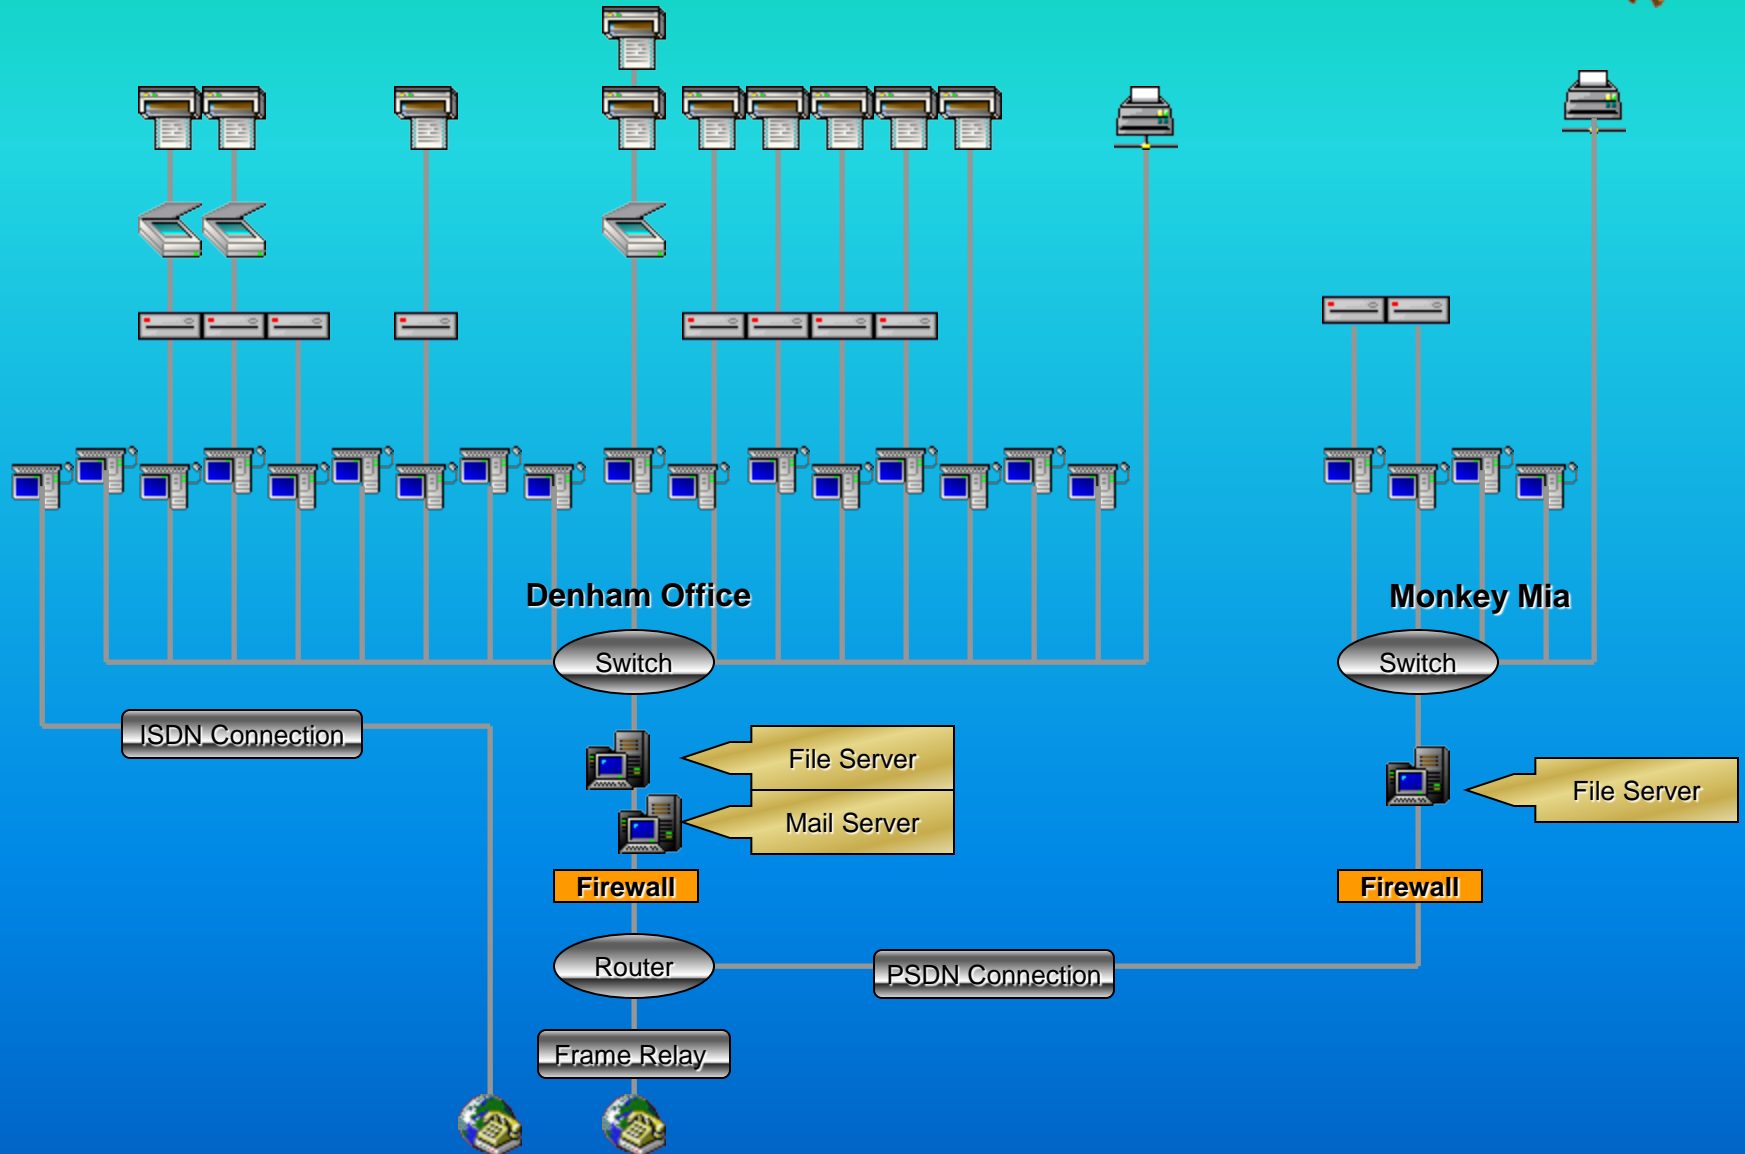 Denham Office
Monkey Mia
Switch
Switch
ISDN Connection
File Server
Mail Server
File Server
Firewall
Firewall
Router
PSDN Connection
Frame Relay